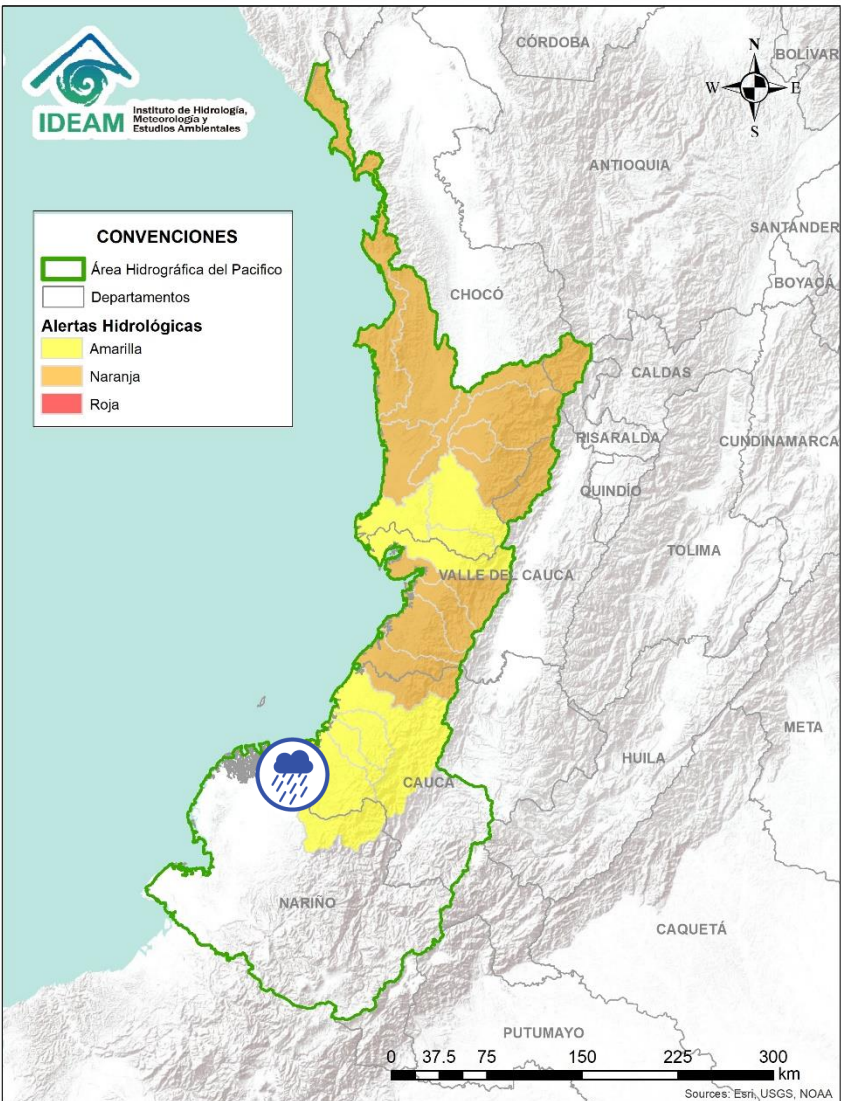 IDEAM
Instituto de Hidrología,
Meteorología y
Estudios Ambientales
CÓRDOBA
BOLÍVAR
N
W
E
S
ANTIOQUIA
SANTANDER
BOYACÁ
CONVENCIONES
Área Hidrográfica del Pacifico
Departamentos
Alertas Hidrológicas
Amarilla
Naranja
Roja
CHOCÓ
CALDAS
RISARALDA
CUNDINAMARCA
QUINDÍO
TOLIMA
VALLE DEL CAUCA
META
HUILA
CAUCA
NARIÑO
CAQUETÁ
PUTUMAYO
0 37.5 75 150 225 300
km
Sources: Esri, USGS, NOAA